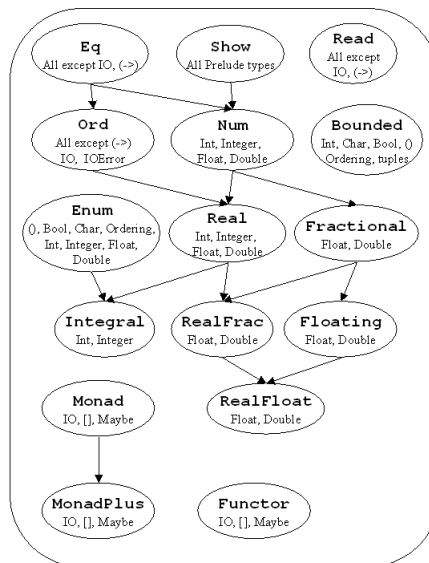 Eq
All except IO, (->)
Show
All Prelude types
Read
All except
IO, (->)
Ord
All except (->)
IO, IOError
Num
Int, Integer,
Float, Double
Bounded
Int, Char, Bool, ()
Ordering, tuples
Enum
(), Bool, Char, Ordering,
Int, Integer, Float,
Double
Real
Int, Integer,
Float, Double
Fractional
Float, Double
Integral
Int, Integer
RealFrac
Float, Double
Floating
Float, Double
Monad
IO, [], Maybe
RealFloat
Float, Double
MonadPlus
IO, [], Maybe
Functor
IO, [], Maybe